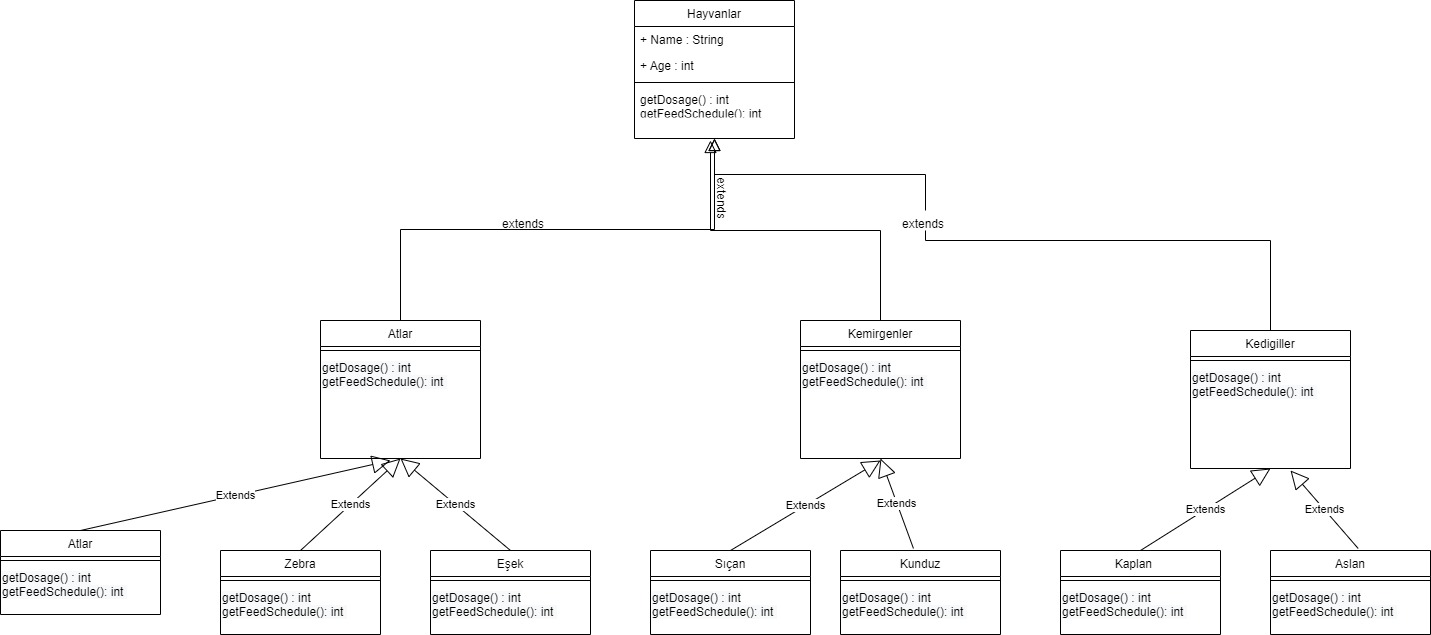 Hayvanlar
+ Name : String
+ Age : int
getDosage() : int
getFeedSchedule(): int
extends
extends
extends
Atlar
getDosage() : int
getFeedSchedule(): int
Kemirgenler
getDosage() : int
getFeedSchedule(): int
Kedigiller
getDosage() : int
getFeedSchedule(): int
Extends
Extends
Extends
Extends
Extends
Extends
Extends
Atlar
getDosage() : int
getFeedSchedule(): int
Zebra
getDosage() : int
getFeedSchedule(): int
Eşek
getDosage() : int
getFeedSchedule(): int
Sıçan
getDosage() : int
getFeedSchedule(): int
Kunduz
getDosage() : int
getFeedSchedule(): int
Kaplan
getDosage() : int
getFeedSchedule(): int
Aslan
getDosage() : int
getFeedSchedule(): int